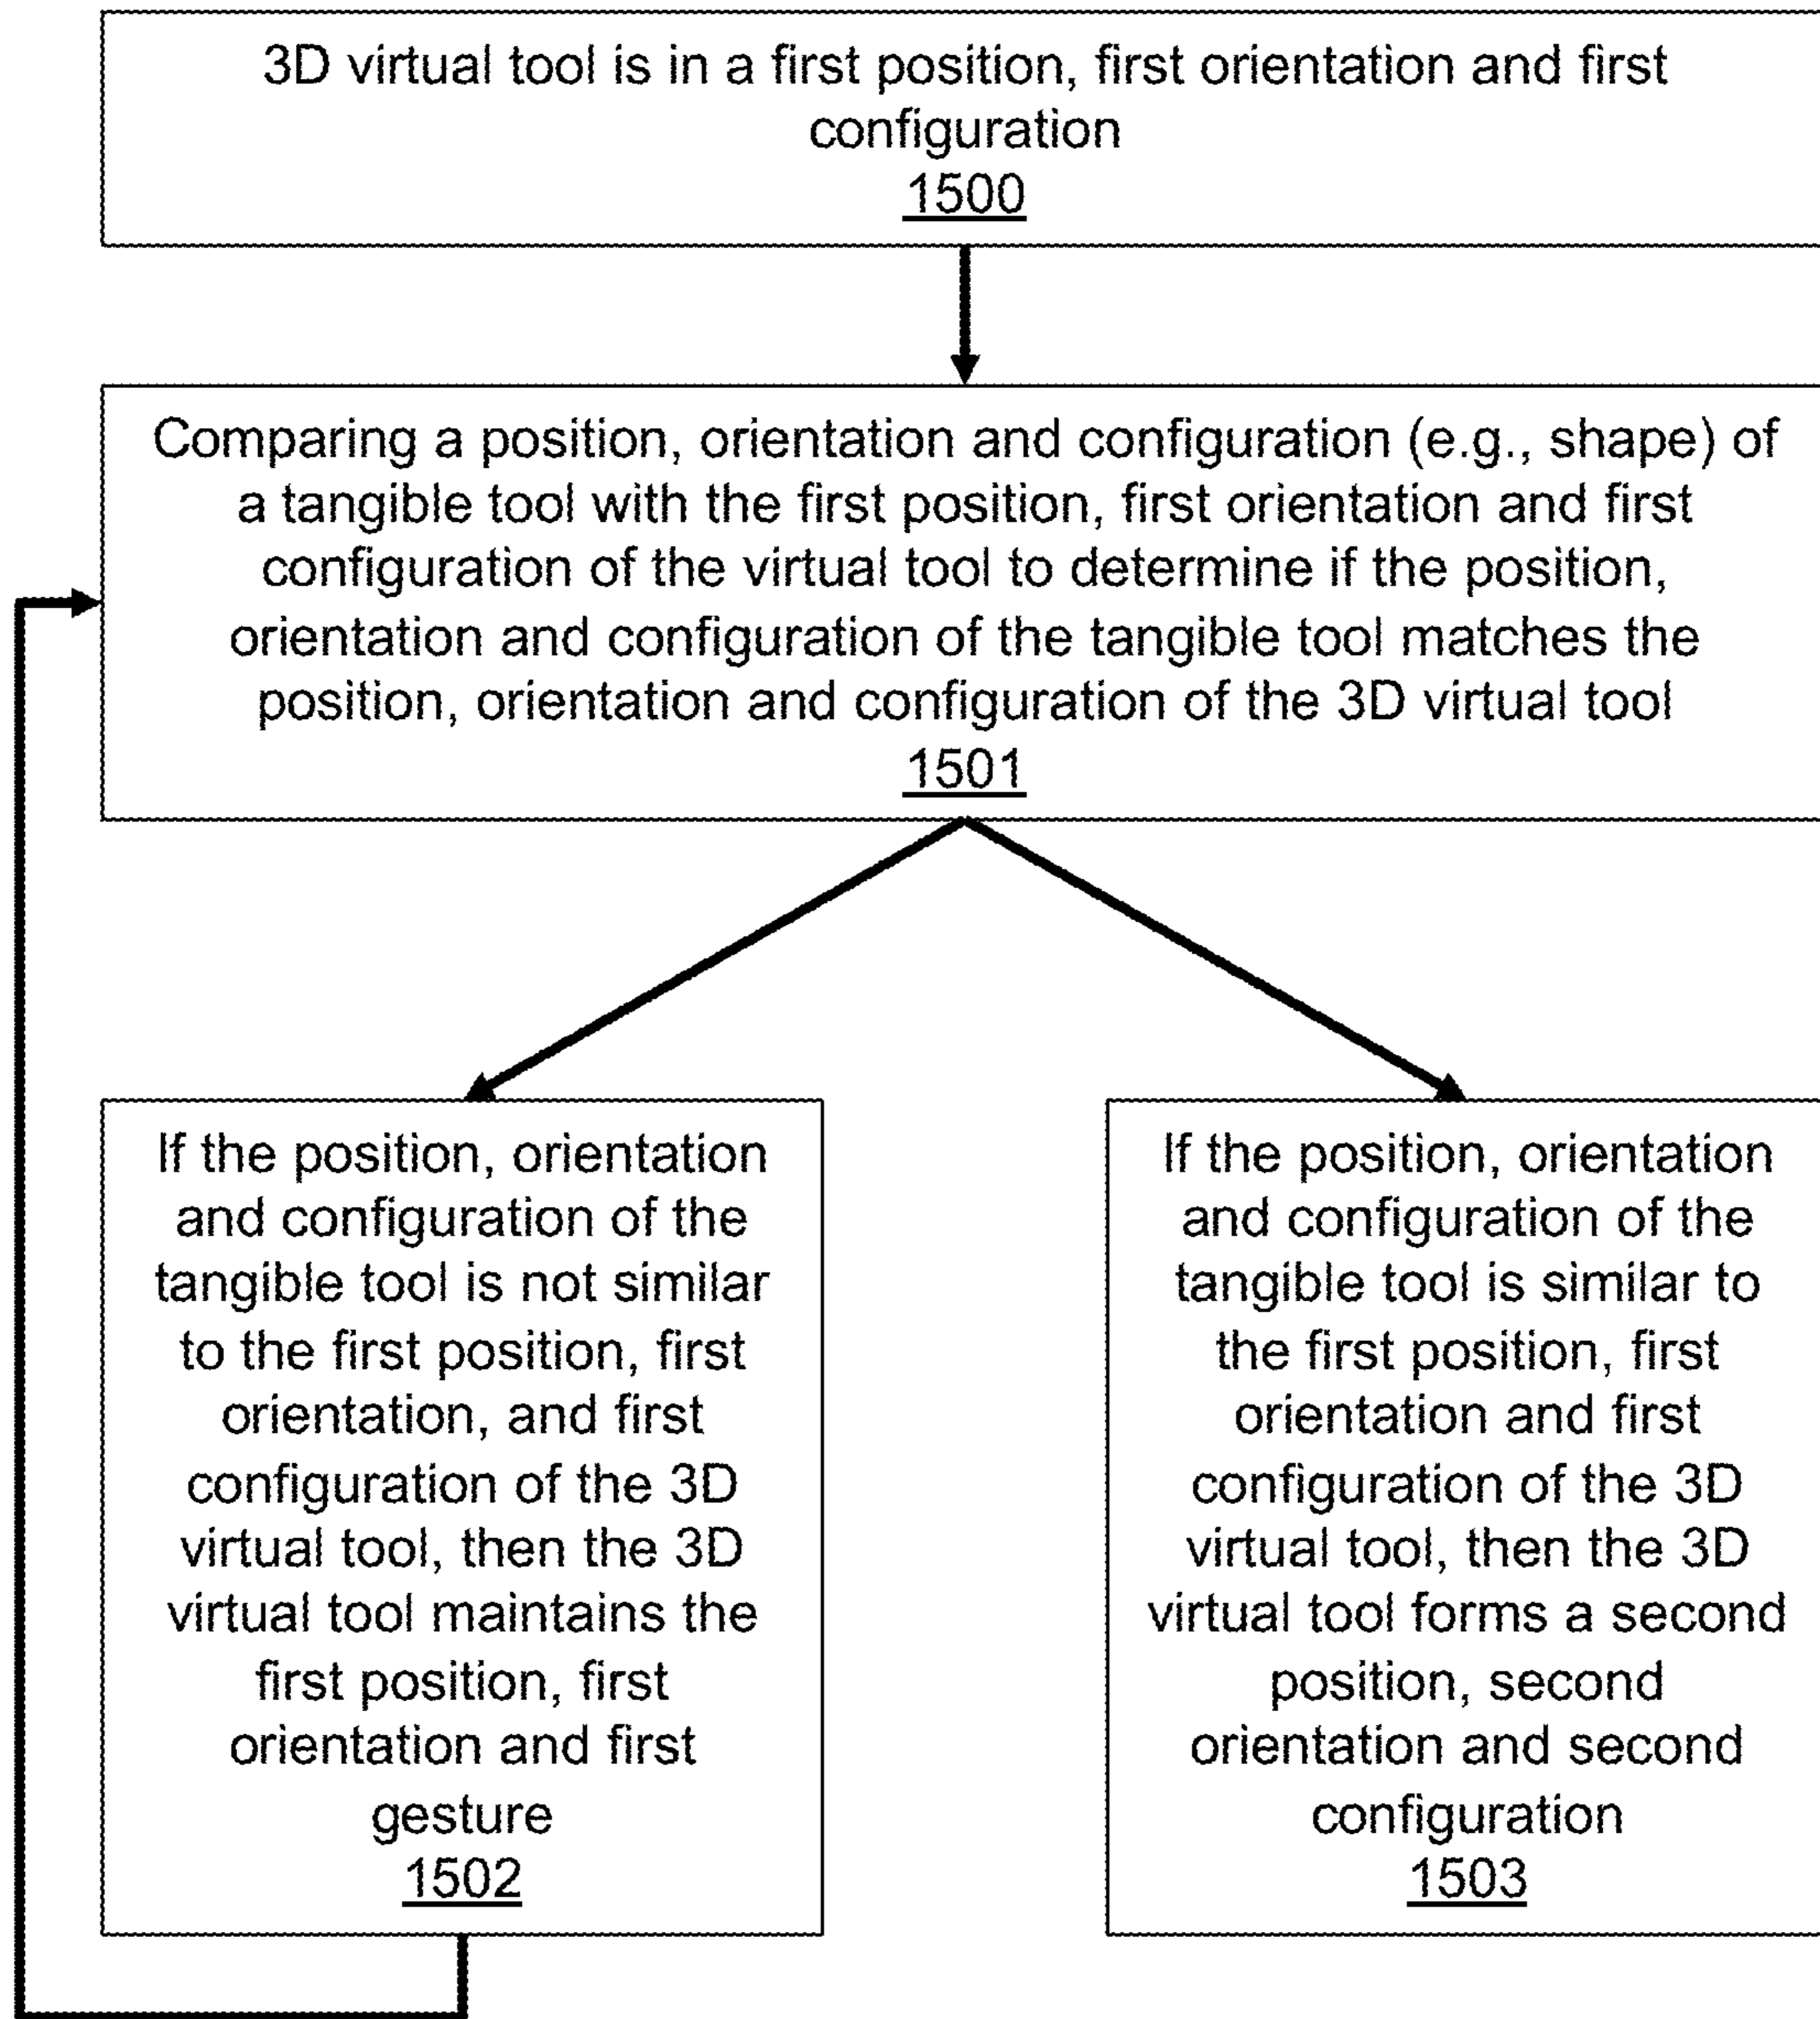 3D virtual tool is in a first position, first orientation and first
configuration
1500
Comparing a position, orientation and configuration (e.g., shape) of
a tangible tool with the first position, first orientation and first
configuration of the virtual tool to determine if the position,
orientation and configuration of the tangible tool matches the
position, orientation and configuration of the 3D virtual tool
1501
If the position, orientation
and configuration of the
tangible tool is not similar
to the first position, first
orientation, and first
configuration of the 3D
virtual tool, then the 3D
virtual tool maintains the
first position, first
orientation and first
gesture
1502
If the position, orientation
and configuration of the
tangible tool is similar to
the first position, first
orientation and first
configuration of the 3D
virtual tool, then the 3D
virtual tool forms a second
position, second
orientation and second
configuration
1503